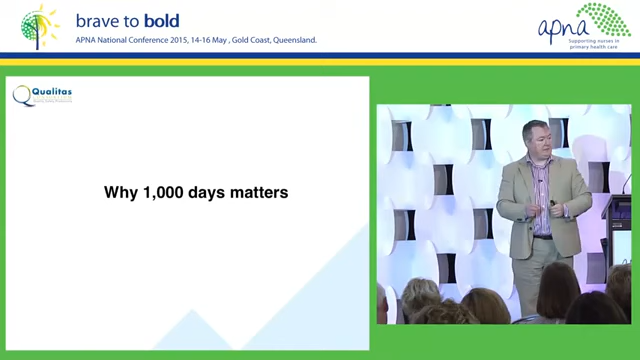 brave to bold
APNA National Conference 2015, 14-16 May, Gold Coast, Queensland.
apna
Supporting nurses in
primary health care
Qualitas
Why 1,000 days matters